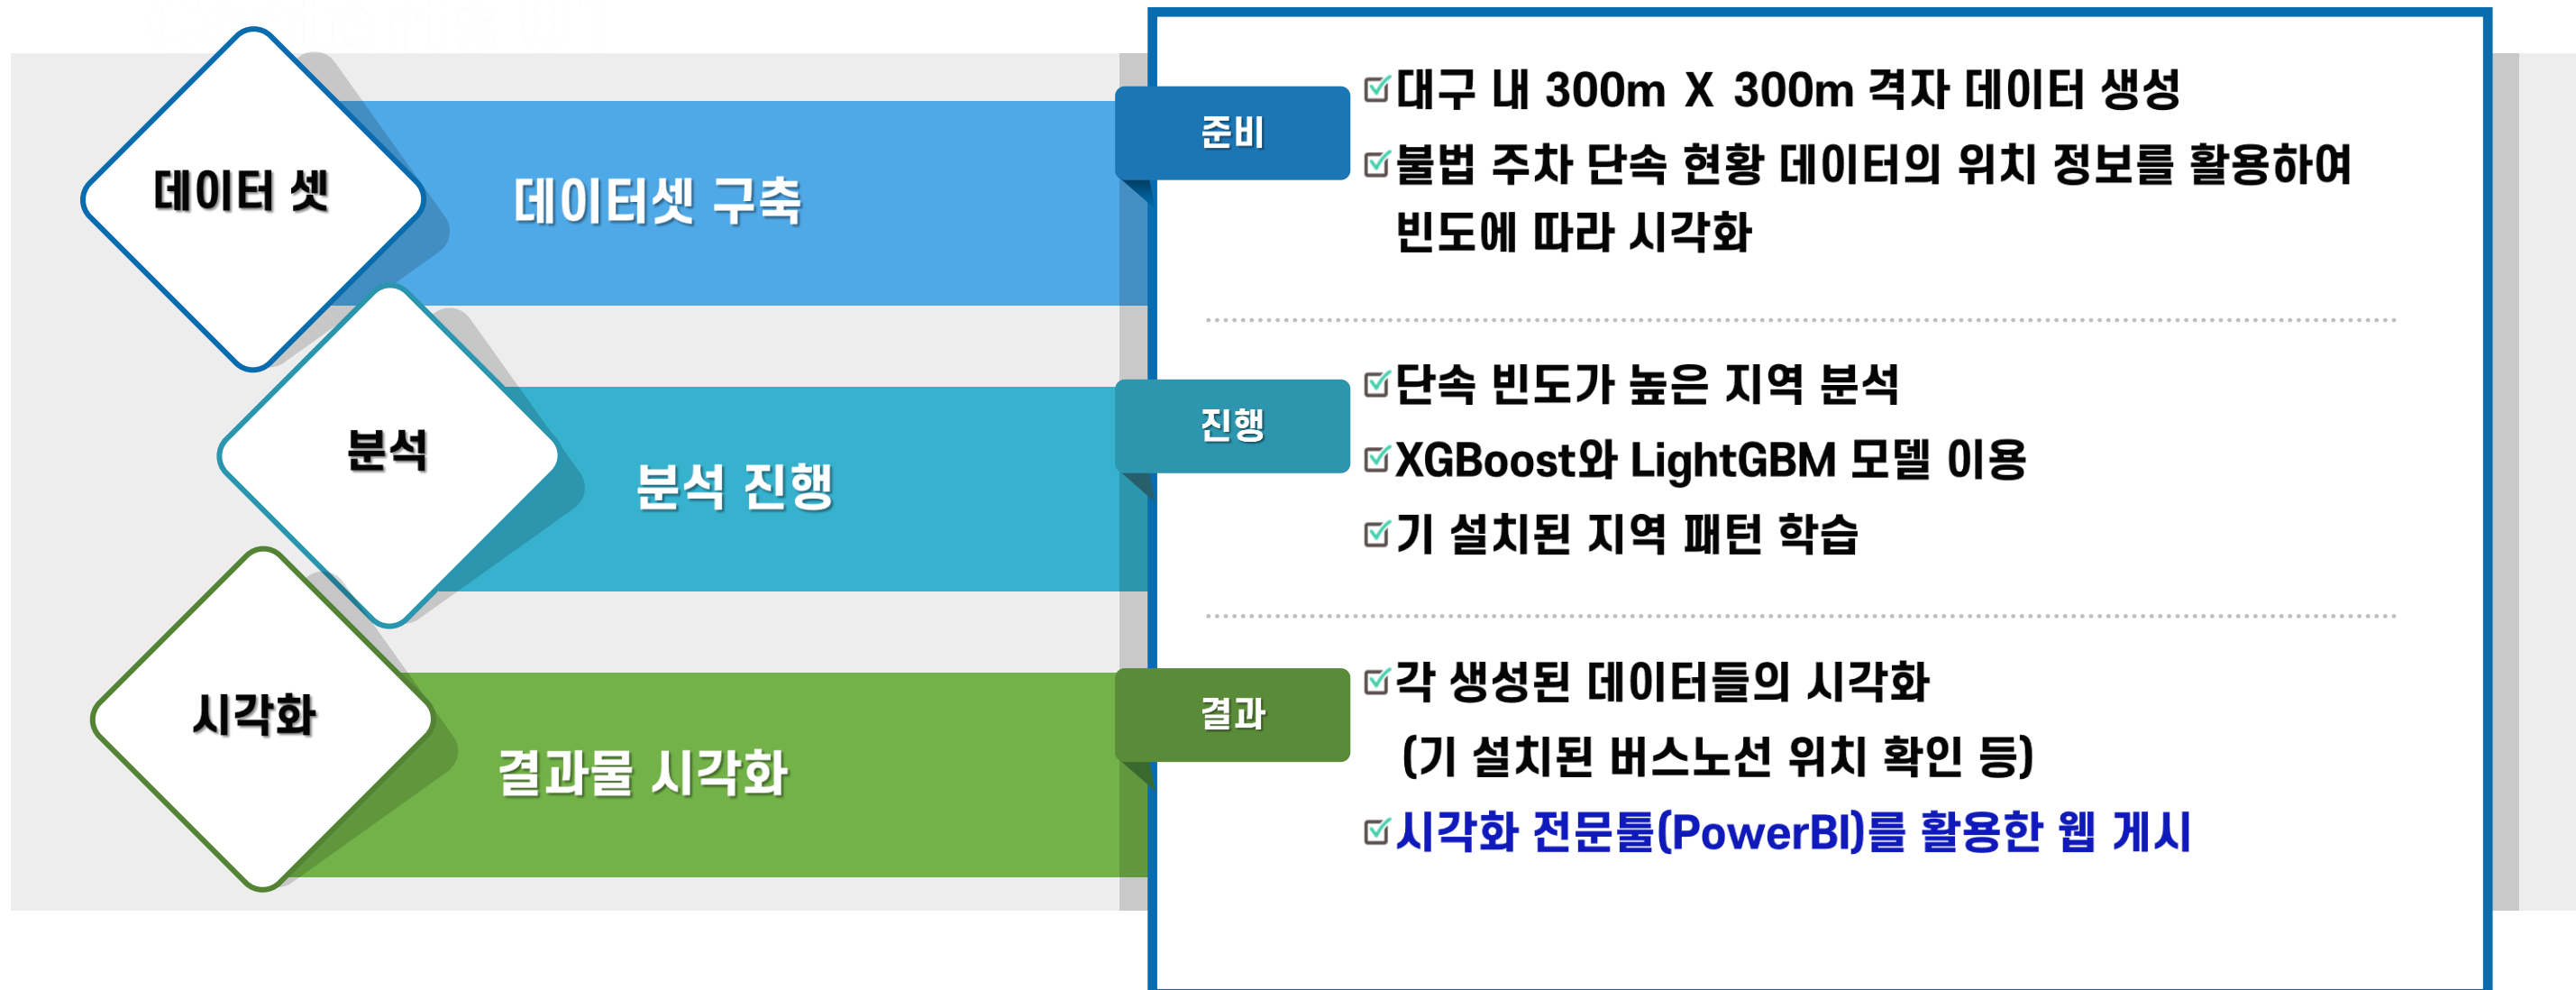 데이터 셋
데이터셋 구축
준비
대구 내 300m X 300m 격자 데이터 생성
불법 주차 단속 현황 데이터의 위치 정보를 활용하여
빈도에 따라 시각화
분석
분석 진행
진행
단속 빈도가 높은 지역 분석
XGBoost와 LightGBM 모델 이용
기 설치된 지역 패턴 학습
시각화
결과물 시각화
결과
각 생성된 데이터들의 시각화
(기 설치된 버스노선 위치 확인 등)
시각화 전문툴(PowerBI)를 활용한 웹 게시